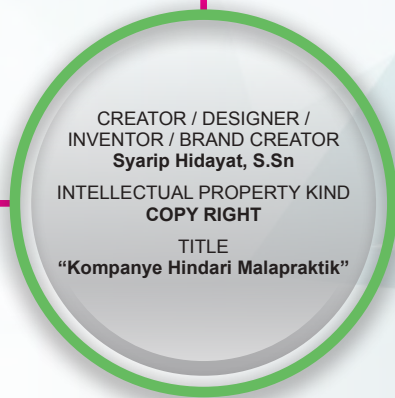 CREATOR / DESIGNER /
INVENTOR / BRAND CREATOR
Syarip Hidayat, S.Sn
INTELLECTUAL PROPERTY KIND
COPY RIGHT
TITLE
“Kompanye Hindari Malapraktik”